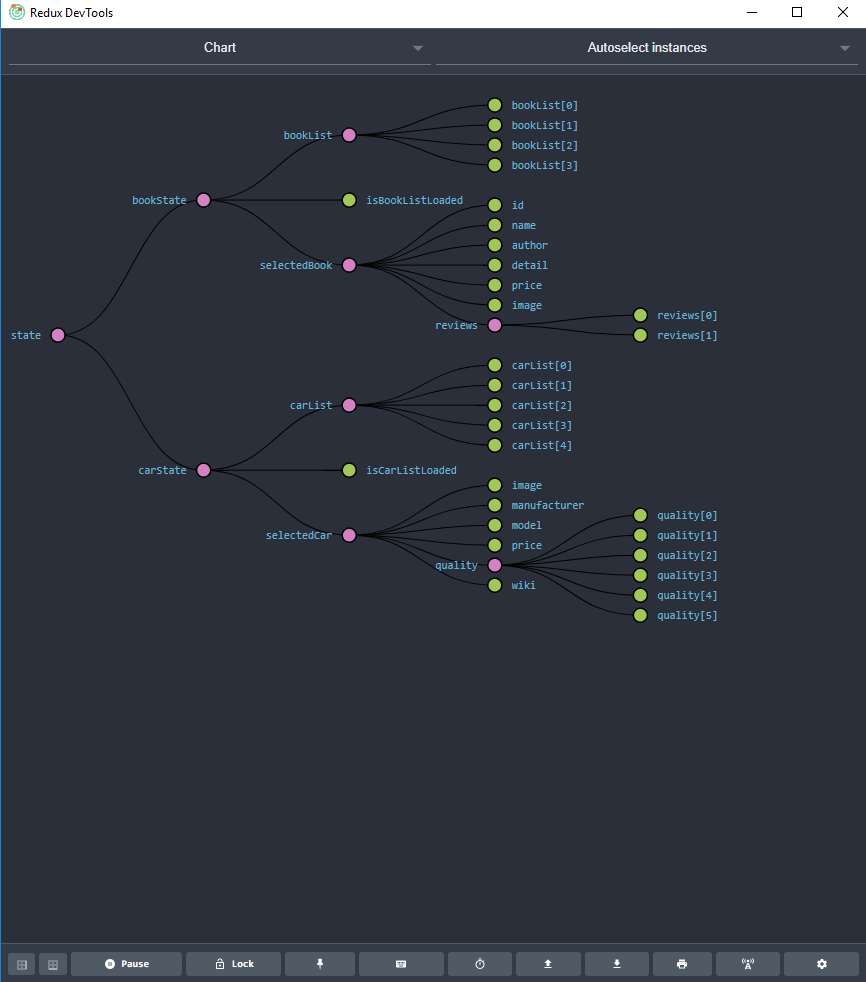 Redux DevTools
Chart
Autoselect instances
bookList[0]
bookList[1]
bookList
bookList[2]
bookList[3]
bookState
isBookListLoaded
id
name
author
selectedBook
detail
price
image
reviews
reviews[0]
state
reviews[1]
carList[0]
carList[1]
carList
carList[2]
carList[3]
carList[4]
carState
isCarListLoaded
image
manufacturer
quality[0]
model
selectedCar
quality[1]
price
quality[2]
quality
quality[3]
wiki
quality[4]
quality[5]
Pause
Lock